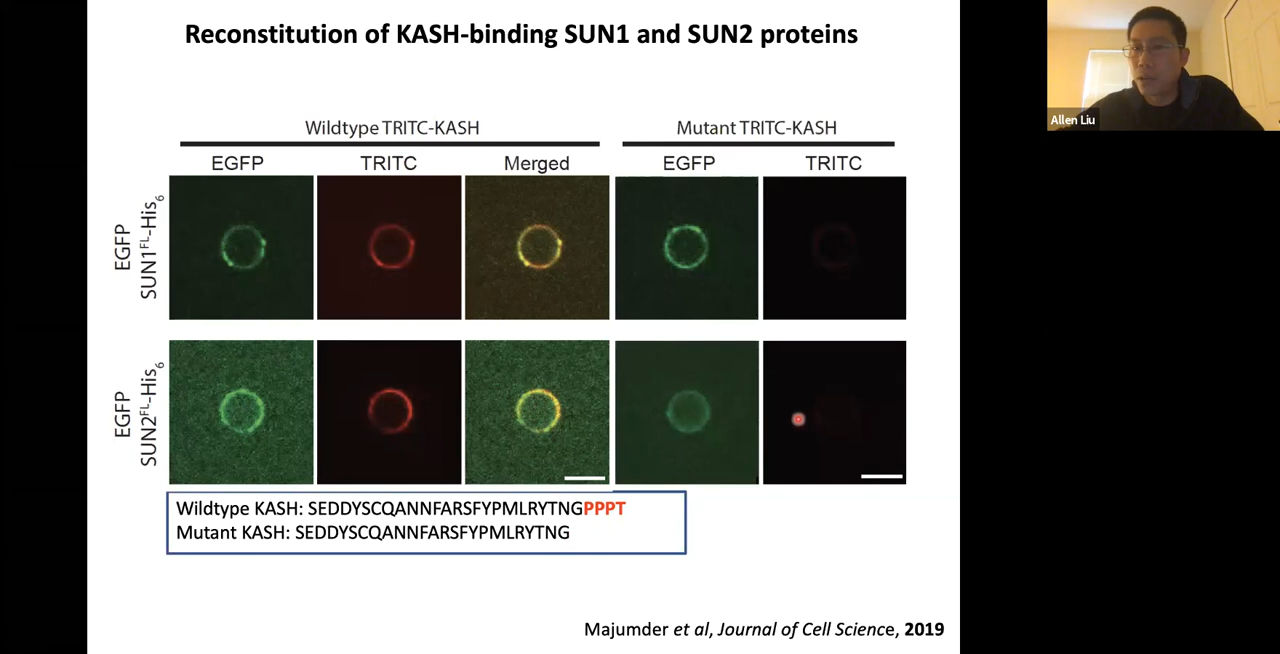 Reconstitution of KASH-binding SUN1 and SUN2 proteins
Allen Liu
Wildtype TRITC-KASH
Mutant TRITC-KASH
EGFP
TRITC
Merged
EGFP
TRITC
EGFP
SUN1FL-His6
EGFP
SUN2FL-His6
Wildtype KASH: SEDDYSCQANNFARSFYPMLRYTNGPPPT
Mutant KASH: SEDDYSCQANNFARSFYPMLRYTNG
Majumder et al, Journal of Cell Science, 2019